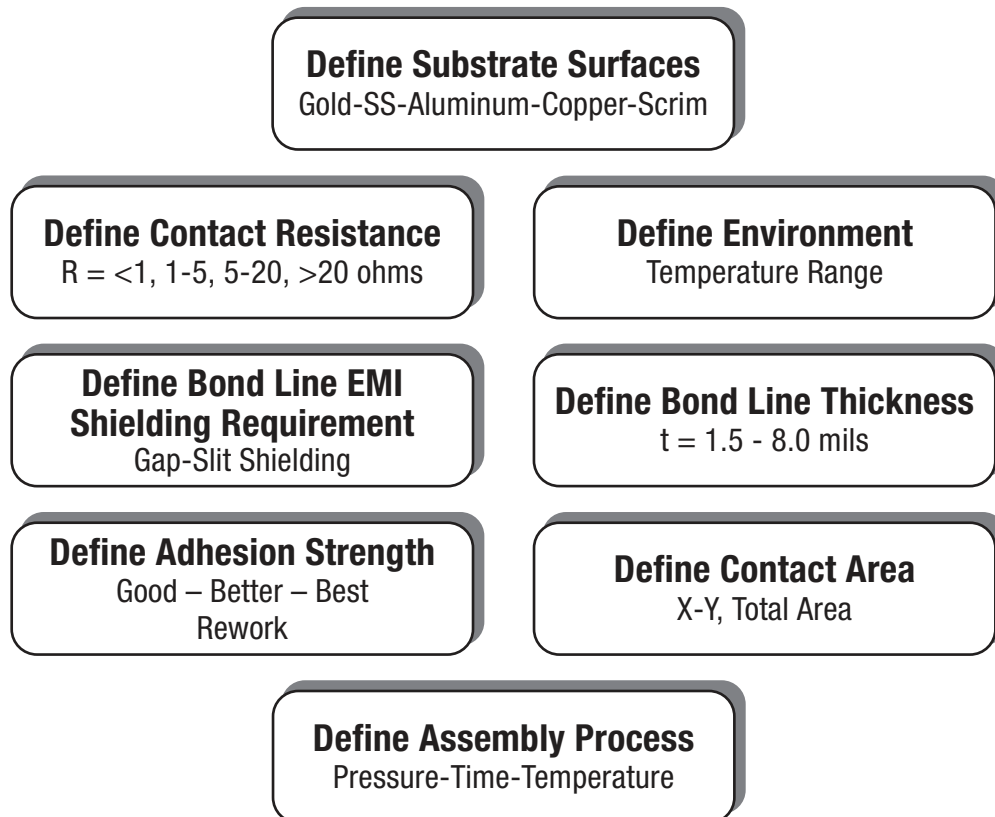 Define Substrate Surfaces
Gold-SS-Aluminum-Copper-Scrim
Define Contact Resistance
R = <1, 1-5, 5-20, >20 ohms
Define Environment
Temperature Range
Define Bond Line EMI
Shielding Requirement
Gap-Slit Shielding
Define Bond Line Thickness
t = 1.5 - 8.0 mils
Define Adhesion Strength
Good – Better – Best
Rework
Define Contact Area
X-Y, Total Area
Define Assembly Process
Pressure-Time-Temperature